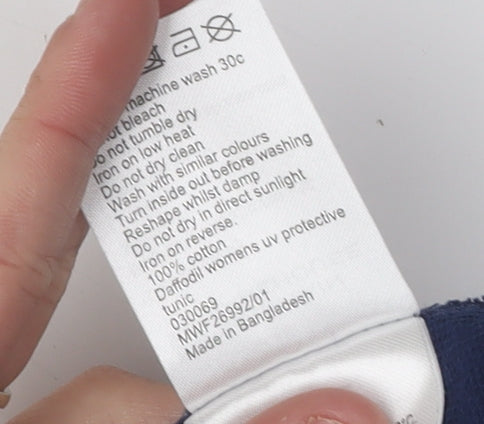 machine wash 30c
not bleach
Do not tumble dry
Iron on low heat
Do not dry clean
Wash with similar colours
Turn inside out before washing
Reshape whilst damp
Do not dry in direct sunlight
Iron on reverse.
100% cotton
Daffodil womens uv protective
tunic
030069
MWF26992/01
Made in Bangladesh